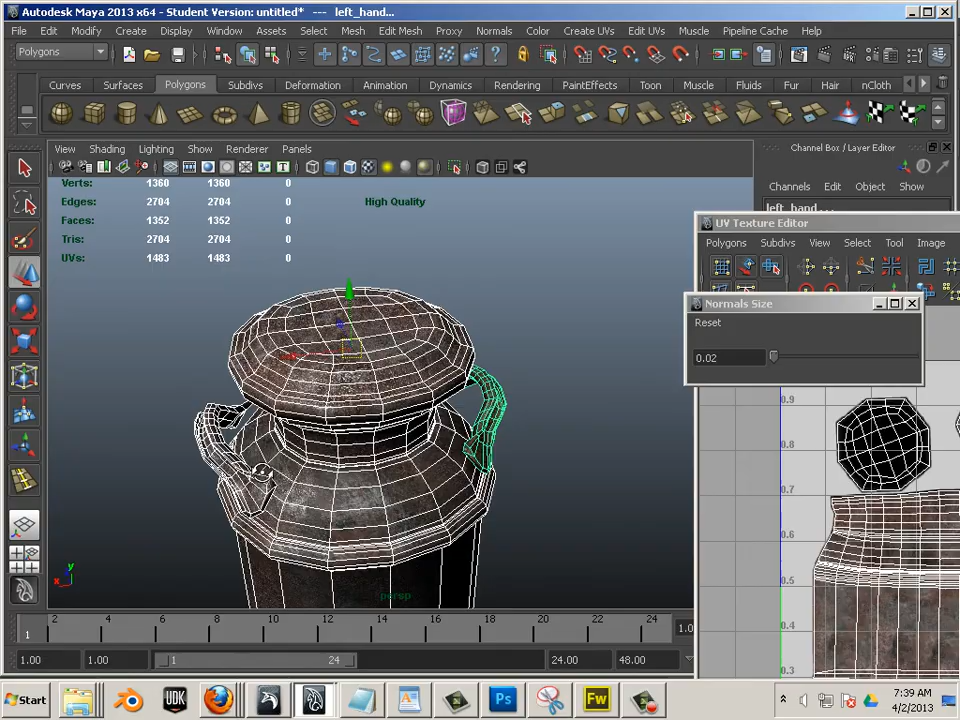 Autodesk Maya 2013 x64 - Student Version: untitled* --- left_hand...
File Edit Modify Create Display Window Assets Select Mesh Edit Mesh Proxy Normals Color Create UVs Edit UVs Muscle Pipeline Cache Help
Polygons
Curves Surfaces Polygons Subdivs Deformation Animation Dynamics Rendering PaintEffects Toon Muscle Fluids Fur Hair nCloth
View Shading Lighting Show Renderer Panels
Channel Box / Layer Editor
Channels Edit Object Show
left_hand...
Verts: 1360 1360 0
Edges: 2704 2704 0
Faces: 1352 1352 0
Tris: 2704 2704 0
UVs: 1483 1483 0
High Quality
UV Texture Editor
Polygons Subdivs View Select Tool Image
Normals Size
Reset
0.02
0.9
0.8
0.7
0.6
0.5
0.4
0.3
y
x
persp
2 4 6 8 10 12 14 16 18 20 22 24
1
1.0
1.00 1.00 1 24 24.00 48.00
Start
UDK
Ps
Fw
7:39 AM
4/2/2013